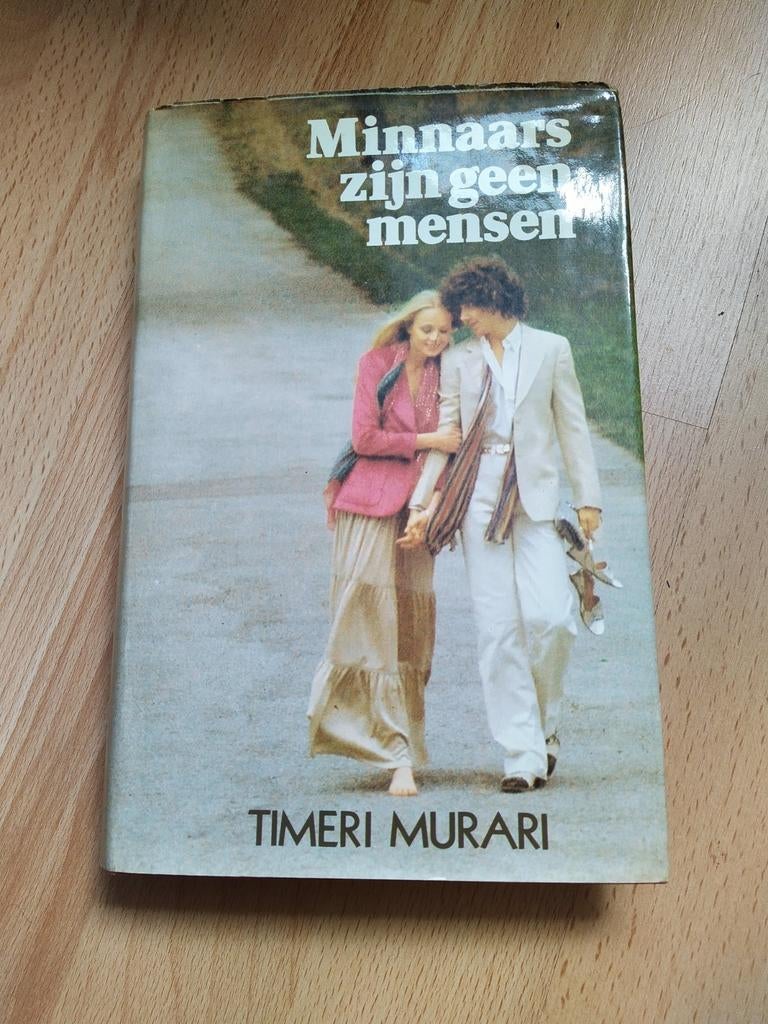 Minnaars
zijn geen
mensen
TIMERI MURARI